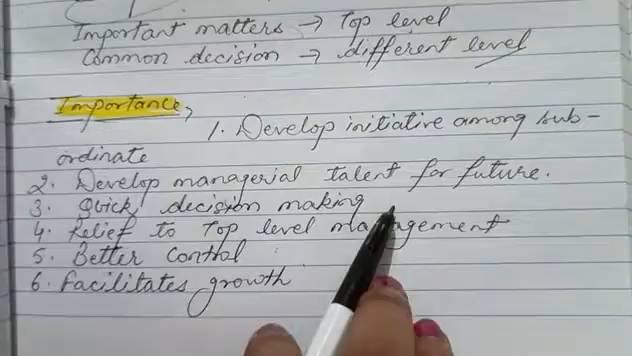 Important matters → Top level
Common decision → different level
Importance,
1. Develop initiative among sub-
ordinate
2. Develop managerial talent for future.
3. Quick decision making
4. Relief to Top level management
5. Better Control
6. Facilitates growth